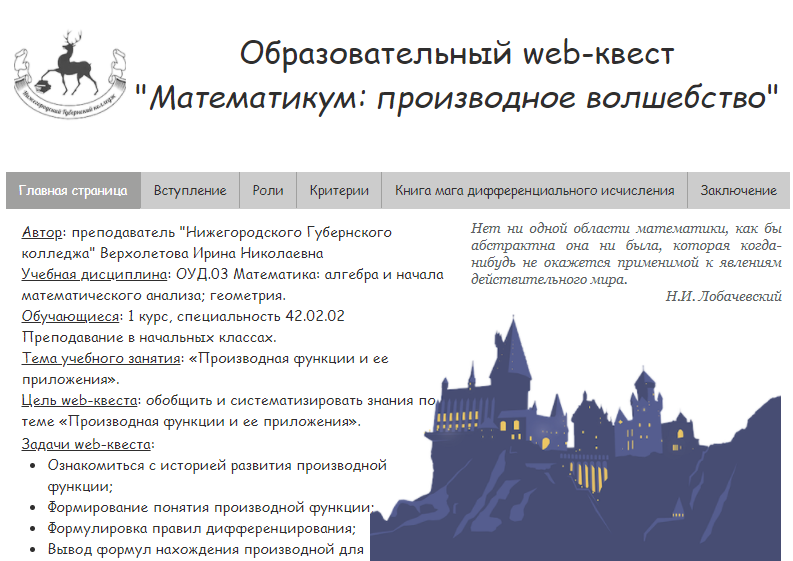 Образовательный web-квест
"Математикум: производное волшебство"
Нижегородский Губернский колледж
Главная страница
Вступление
Роли
Критерии
Книга мага дифференциального исчисления
Заключение
Автор: преподаватель "Нижегородского Губернского
колледжа" Верхолетова Ирина Николаевна
Учебная дисциплина: ОУД.03 Математика: алгебра и начала
математического анализа; геометрия.
Обучающиеся: 1 курс, специальность 42.02.02
Преподавание в начальных классах.
Тема учебного занятия: «Производная функции и ее
приложения».
Цель web-квеста: обобщить и систематизировать знания по
теме «Производная функции и ее приложения».
Задачи web-квеста:
• Ознакомиться с историей развития производной
функции;
• Формирование понятия производной функции;
• Формулировка правил дифференцирования;
• Вывод формул нахождения производной для
Нет ни одной области математики, как бы
абстрактна она ни была, которая когда-
нибудь не окажется применимой к явлениям
действительного мира.
Н.И. Лобачевский